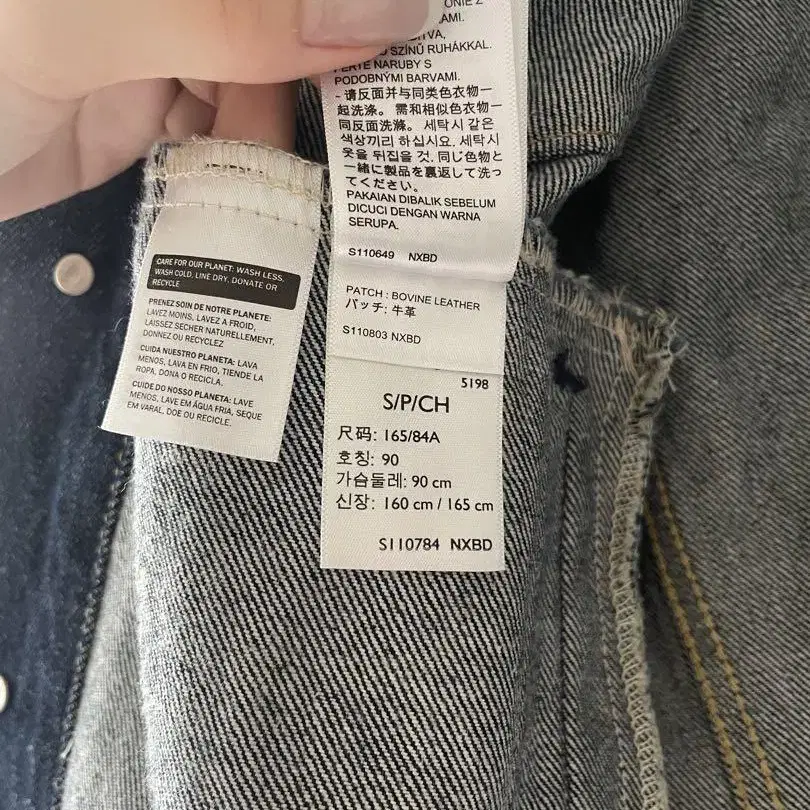 CARE FOR OUR PLANET: WASH LESS,
WASH COLD, LINE DRY, DONATE OR
RECYCLE
PRENEZ SOIN DE NOTRE PLANETE:
LAVEZ MOINS, LAVEZ A FROID,
LAISSEZ SECHER NATURELLEMENT,
DONNEZ OU RECYCLEZ
CUIDA NUESTRO PLANETA: LAVA
MENOS, LAVA EN FRIO, TIENDE LA
ROPA, DONA O RECICLA.
CUIDE DO NOSSO PLANETA: LAVE
MENOS, LAVE EM ÁGUA FRIA, SEQUE
EM VARAL, DOE OU RECICLE.
SZÍNŰ RUHÁKKAL.
NARUBY S
PODOBNÝMI BARVAMI.
- 请反面并与同类色衣物一
起洗涤。需和相似色衣物一
同反面洗滌。세탁시 같은
색상끼리 하십시요. 세탁시
옷을 뒤집을 것. 同じ色物と
一緒に製品を裏返して洗っ
てください。
PAKAIAN DIBALIK SEBELUM
DICUCI DENGAN WARNA
SERUPA.
S110649 NXBD
PATCH : BOVINE LEATHER
パッチ: 牛革
S110803 NXBD
5198
S/P/CH
尺码: 165/84A
호칭: 90
가슴둘레: 90 cm
신장: 160 cm / 165 cm
S110784 NXBD